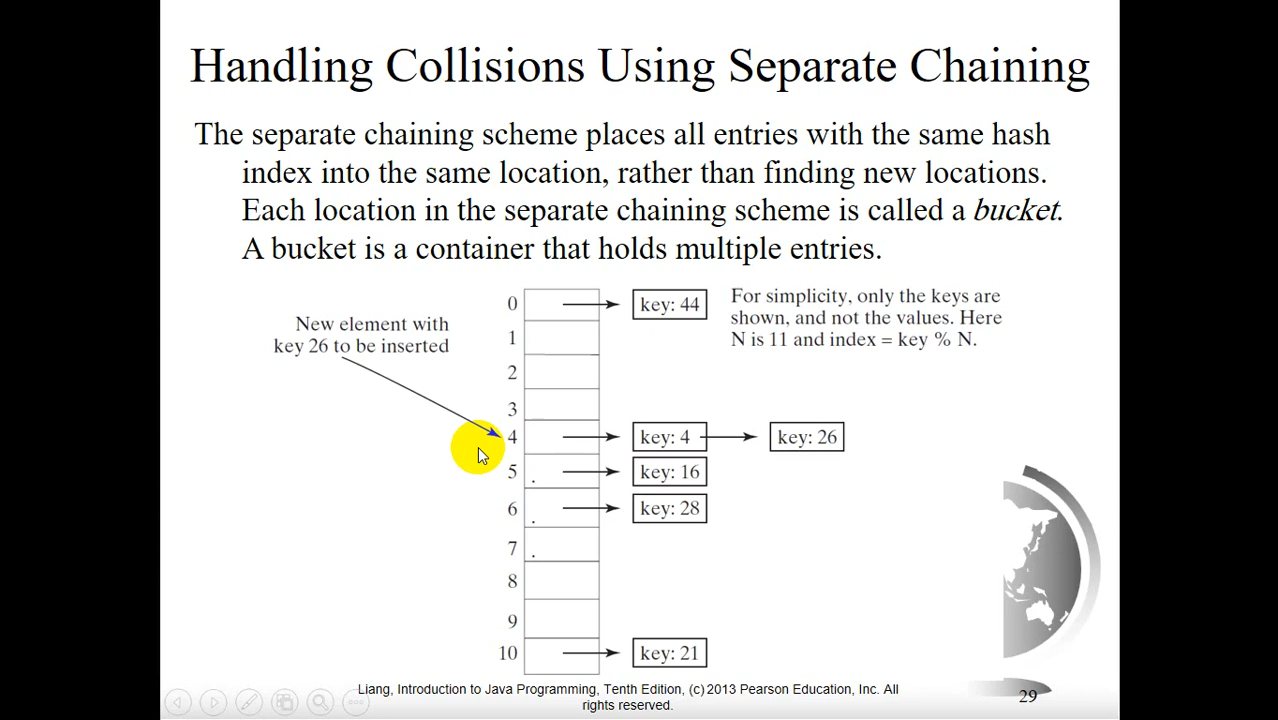 Handling Collisions Using Separate Chaining
The separate chaining scheme places all entries with the same hash
index into the same location, rather than finding new locations.
Each location in the separate chaining scheme is called a bucket.
A bucket is a container that holds multiple entries.
New element with
key 26 to be inserted
0
key: 44
For simplicity, only the keys are
shown, and not the values. Here
N is 11 and index = key % N.
1
2
3
4
key: 4
key: 26
5
key: 16
6
key: 28
7
8
9
10
key: 21
Liang, Introduction to Java Programming, Tenth Edition, (c) 2013 Pearson Education, Inc. All
rights reserved.
29